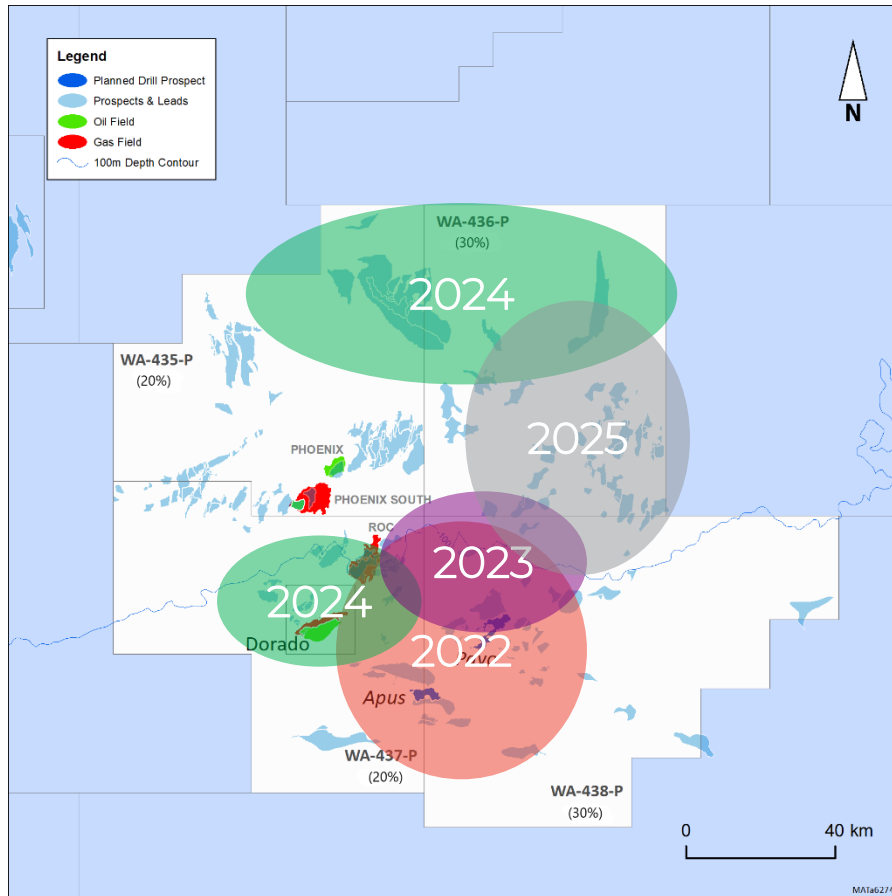 Legend
Planned Drill Prospect
Prospects & Leads
Oil Field
Gas Field
100m Depth Contour
N
WA-436-P
(30%)
2024
WA-435-P
(20%)
2025
PHOENIX
PHOENIX SOUTH
ROC
100
2023
2024
Dorado
2022
Apus
WA-437-P
(20%)
WA-438-P
(30%)
0
40 km